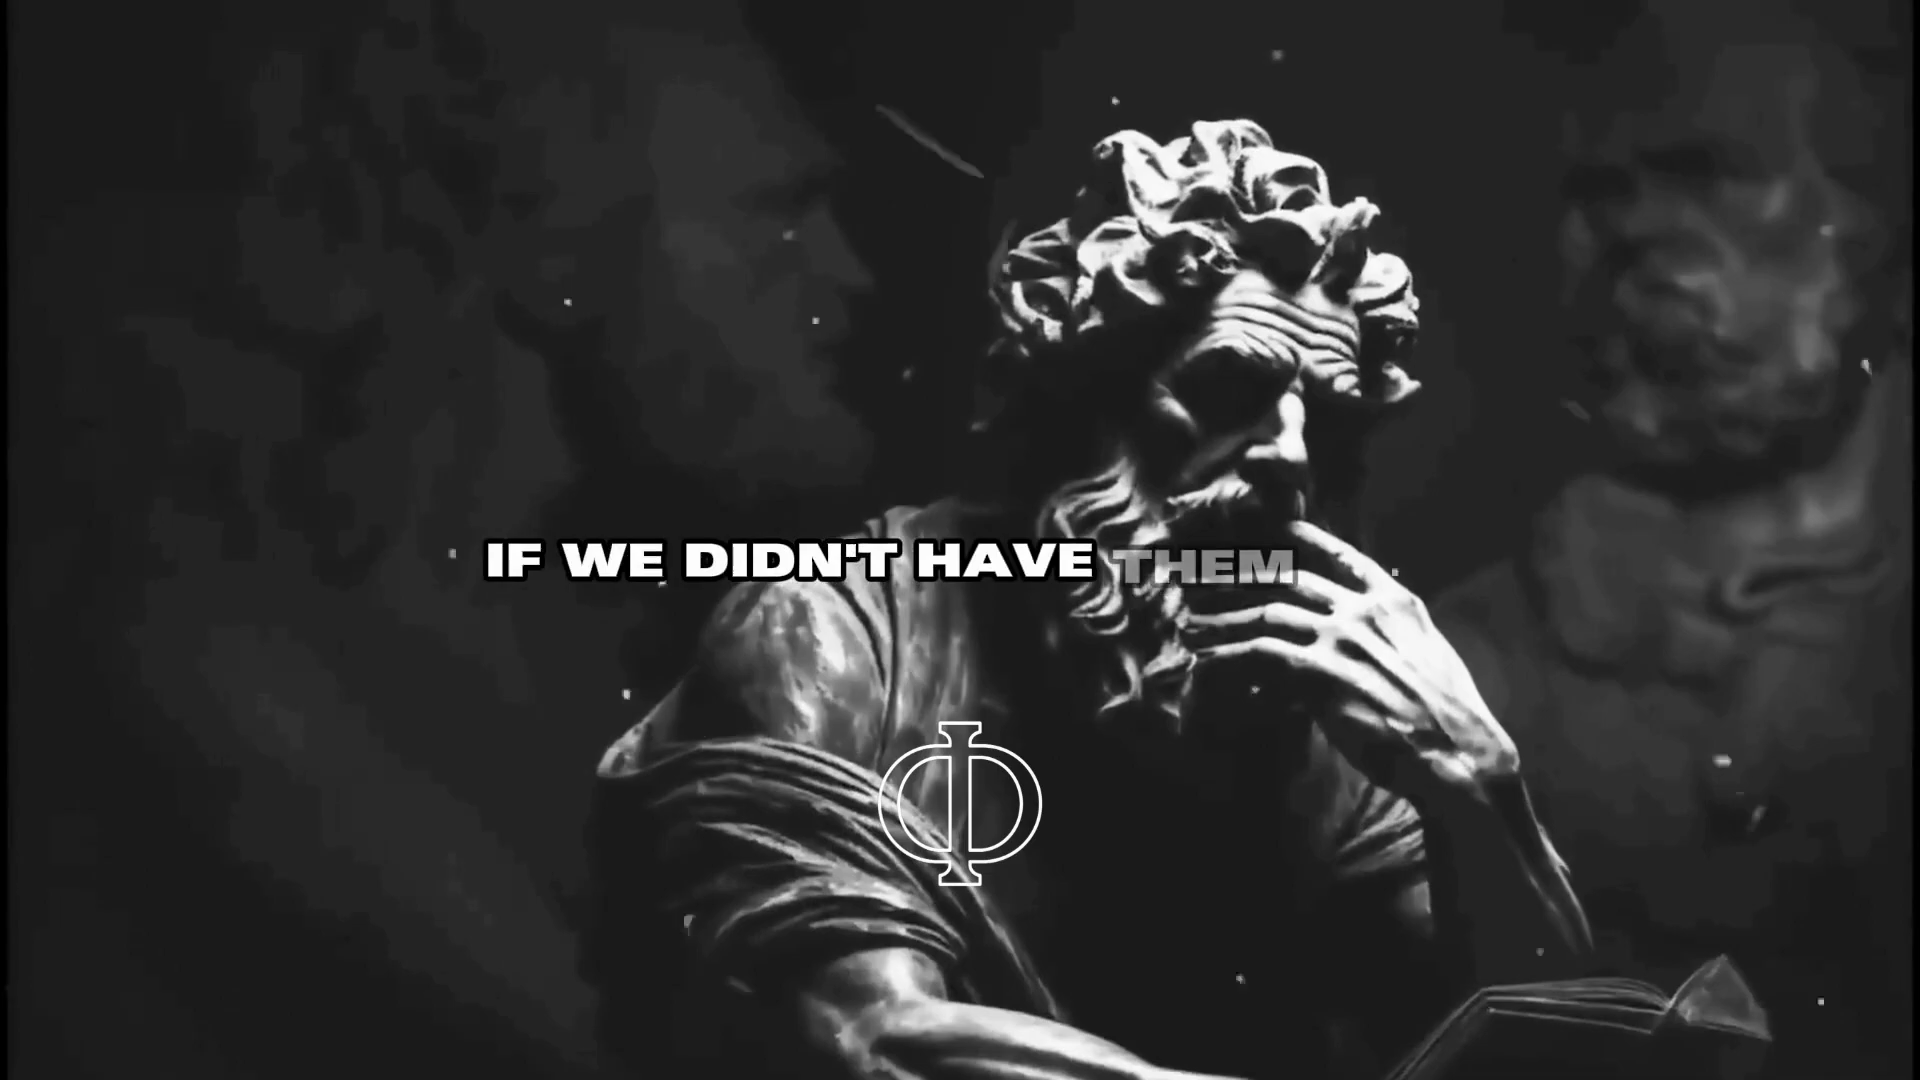 IF WE DIDN'T HAVE THEM
Φ